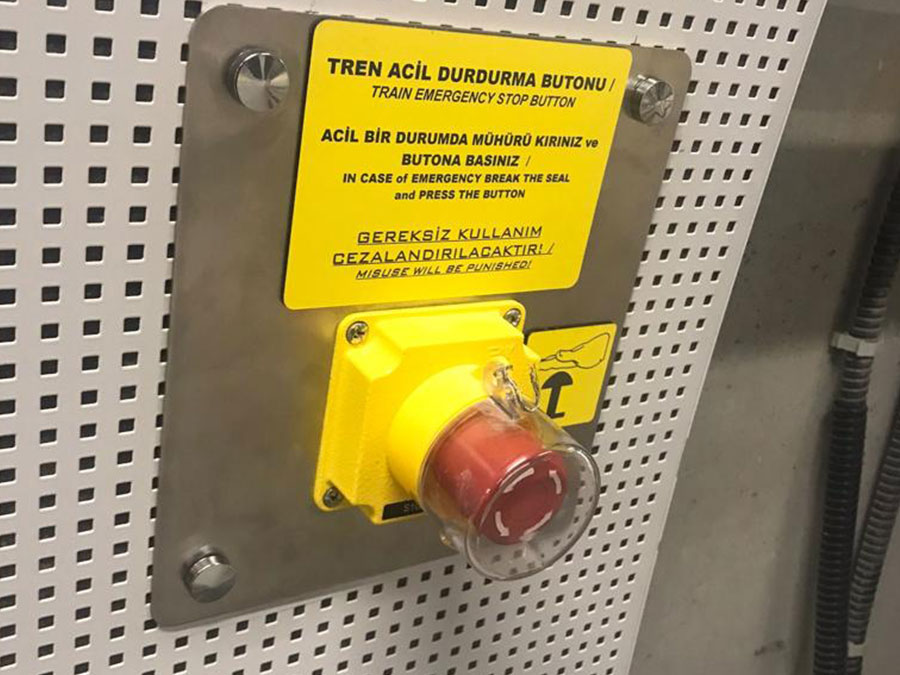 TREN ACİL DURDURMA BUTONU /
TRAIN EMERGENCY STOP BUTTON
ACİL BİR DURUMDA MÜHÜRÜ KIRINIZ ve
BUTONA BASINIZ /
IN CASE of EMERGENCY BREAK THE SEAL
and PRESS THE BUTTON
GEREKSİZ KULLANIM
CEZALANDIRILACAKTIR! /
MISUSE WILL BE PUNISHED!